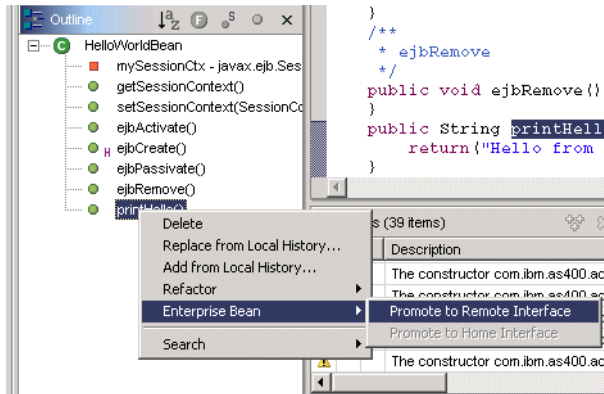 Outline
HelloWorldBean
mySessionCtx - javax.ejb.Ses
getSessionContext()
setSessionContext(SessionCo
ejbActivate()
ejbCreate()
ejbPassivate()
ejbRemove()
printHello()
}
/**
* ejbRemove
*/
public void ejbRemove()
}
public String printHell
return("Hello from
}
Delete
Replace from Local History...
Add from Local History...
Refactor
Enterprise Bean
Search
Promote to Remote Interface
Promote to Home Interface
s (39 items)
Description
The constructor com.ibm.as400.ac
The constructor com.ibm.as400.ac
The constructor com.ibm.as400.ac